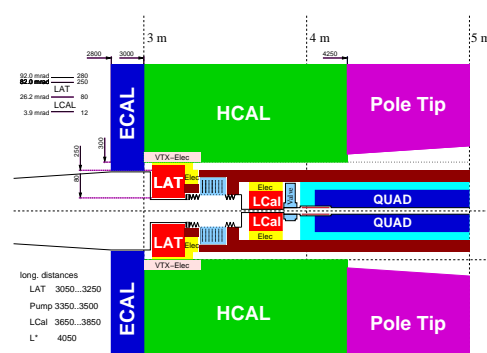 3 m
4 m
5 m
2800
3000
4250
92.0 mrad
280
82.0 mrad
250
LAT
26.2 mrad
80
LCAL
3.9 mrad
12
ECAL
HCAL
Pole Tip
300
250
80
VTX−Elec
LAT
Elec
Elec
LCal
Valve
QUAD
LCal
QUAD
Elec
LAT
Elec
VTX−Elec
ECAL
HCAL
Pole Tip
long. distances
LAT 3050...3250
Pump 3350..3500
LCal 3650...3850
L* 4050